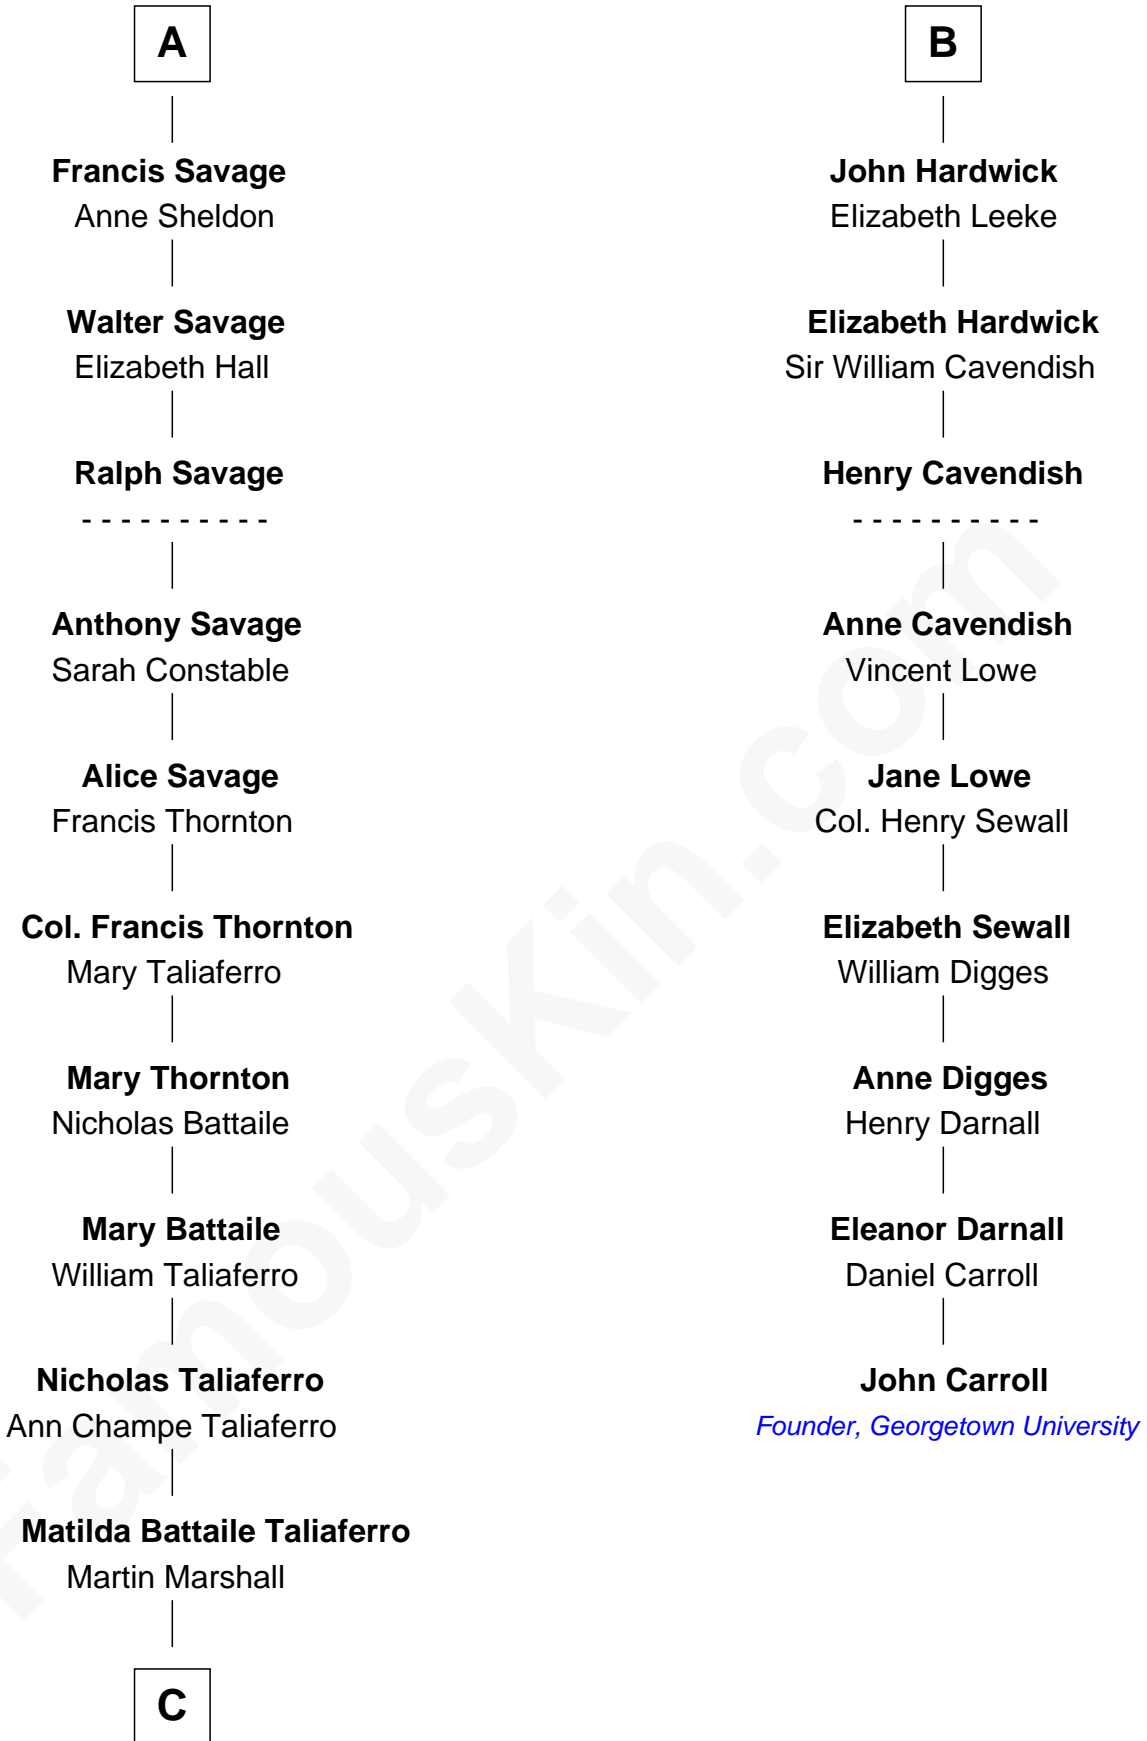 A
Francis Savage
Anne Sheldon
Walter Savage
Elizabeth Hall
Ralph Savage
- - - - - - - - - -
Anthony Savage
Sarah Constable
Alice Savage
Francis Thornton
Col. Francis Thornton
Mary Taliaferro
Mary Thornton
Nicholas Battaile
Mary Battaile
William Taliaferro
Nicholas Taliaferro
Ann Champe Taliaferro
Matilda Battaile Taliaferro
Martin Marshall
C
B
John Hardwick
Elizabeth Leeke
Elizabeth Hardwick
Sir William Cavendish
Henry Cavendish
- - - - - - - - - -
Anne Cavendish
Vincent Lowe
Jane Lowe
Col. Henry Sewall
Elizabeth Sewall
William Digges
Anne Digges
Henry Darnall
Eleanor Darnall
Daniel Carroll
John Carroll
Founder, Georgetown University
FamousKin.com